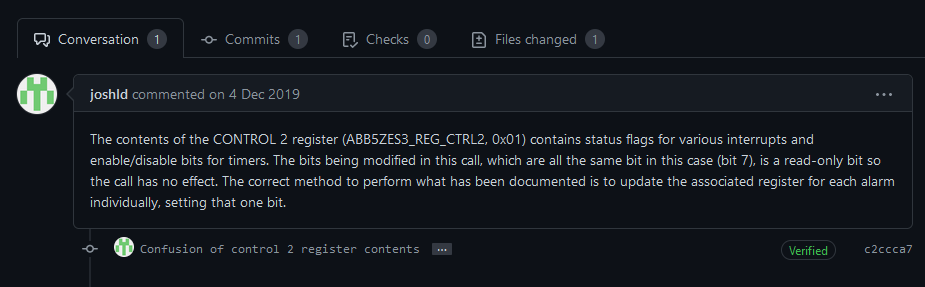 Conversation 1 Commits 1 Checks 0 Files changed 1
joshld commented on 4 Dec 2019 ...
The contents of the CONTROL 2 register (ABB5ZES3_REG_CTRL2, 0x01) contains status flags for various interrupts and
enable/disable bits for timers. The bits being modified in this call, which are all the same bit in this case (bit 7), is a read-only bit so
the call has no effect. The correct method to perform what has been documented is to update the associated register for each alarm
individually, setting that one bit.
Confusion of control 2 register contents ... Verified c2ccca7